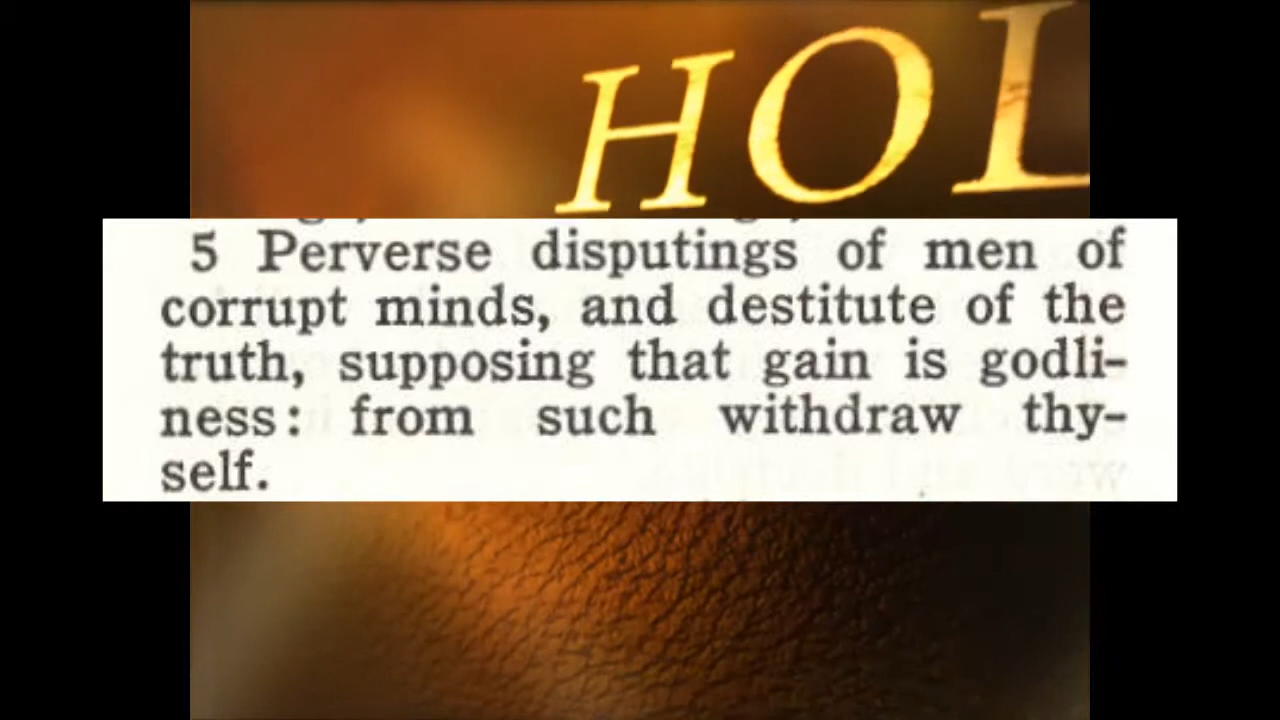 HOL
5 Perverse disputings of men of
corrupt minds, and destitute of the
truth, supposing that gain is godli-
ness: from such withdraw thy-
self.